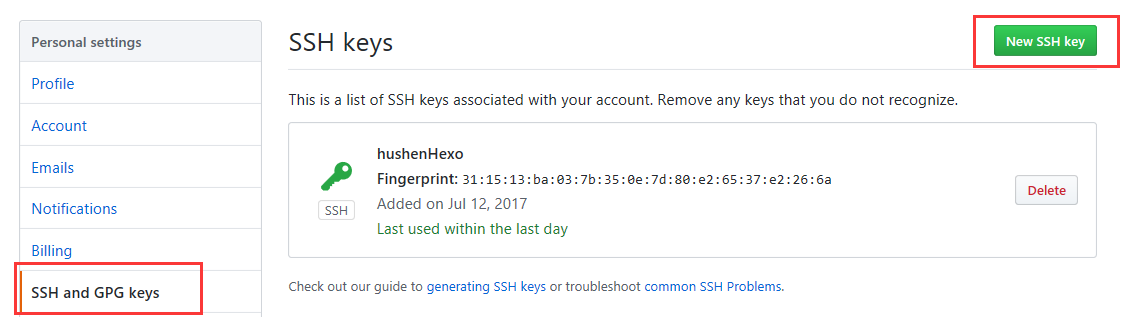 Personal settings
Profile
Account
Emails
Notifications
Billing
SSH and GPG keys
SSH keys
New SSH key
This is a list of SSH keys associated with your account. Remove any keys that you do not recognize.
hushenHexo
Fingerprint: 31:15:13:ba:03:7b:35:0e:7d:80:e2:65:37:e2:26:6a
Added on Jul 12, 2017
Last used within the last day
SSH
Delete
Check out our guide to generating SSH keys or troubleshoot common SSH Problems.